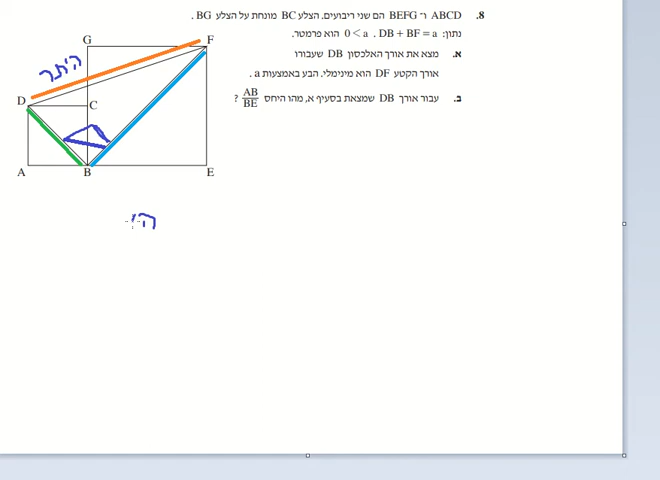 8. ABCD ו־ BEFG הם שני ריבועים. הצלע BC מונחת על הצלע BG .
נתון: DB + BF = a . 0 < a הוא פרמטר.
א. מצא את אורך האלכסון DB שעבורו
אורך הקטע DF הוא מינימלי. הבע באמצעות a .
ב. עבור אורך DB שמצאת בסעיף א, מהו היחס AB/BE ?
G
F
היתר
D
C
A
B
E
הי